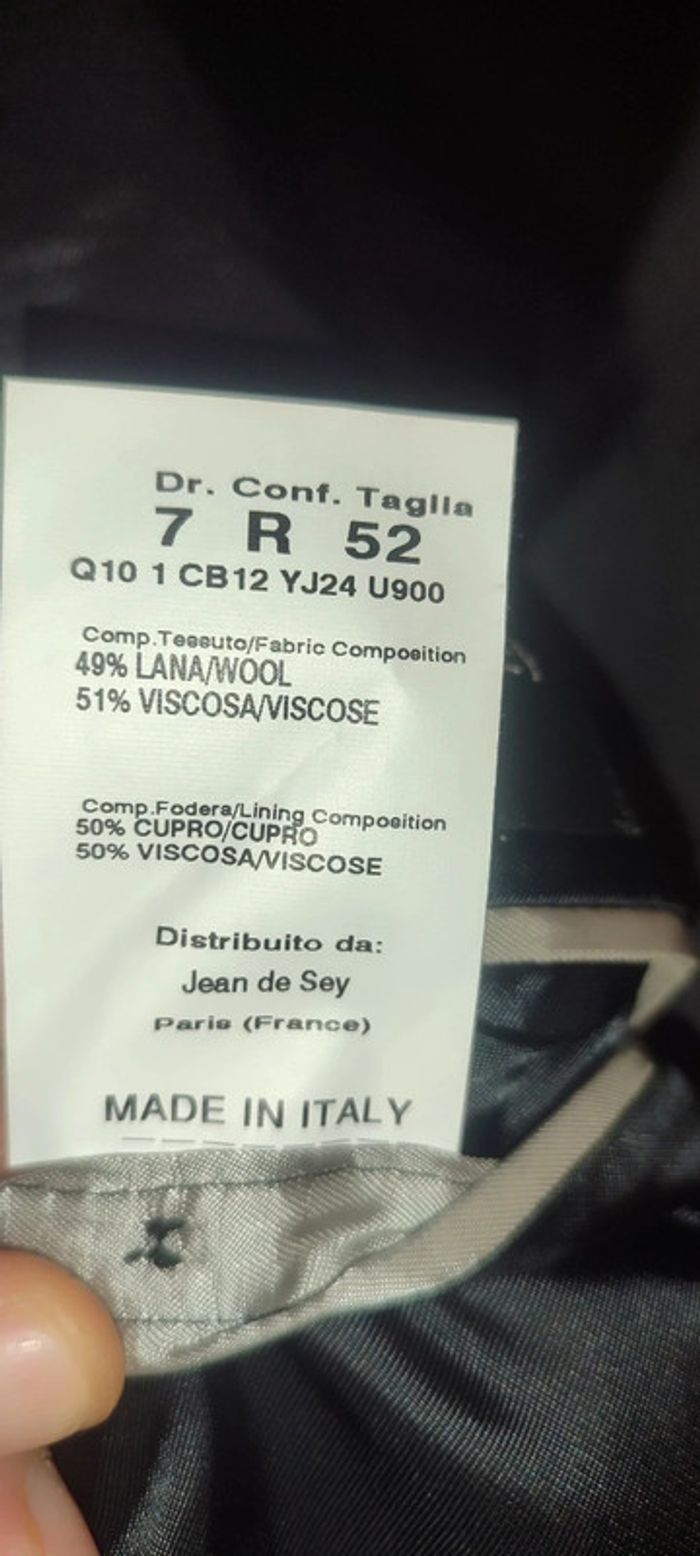 Dr. Conf. Taglia
7 R 52
Q10 1 CB12 YJ24 U900
Comp.Tessuto/Fabric Composition
49% LANA/WOOL
51% VISCOSA/VISCOSE
Comp.Fodera/Lining Composition
50% CUPRO/CUPRO
50% VISCOSA/VISCOSE
Distribuito da:
Jean de Sey
Paris (France)
MADE IN ITALY